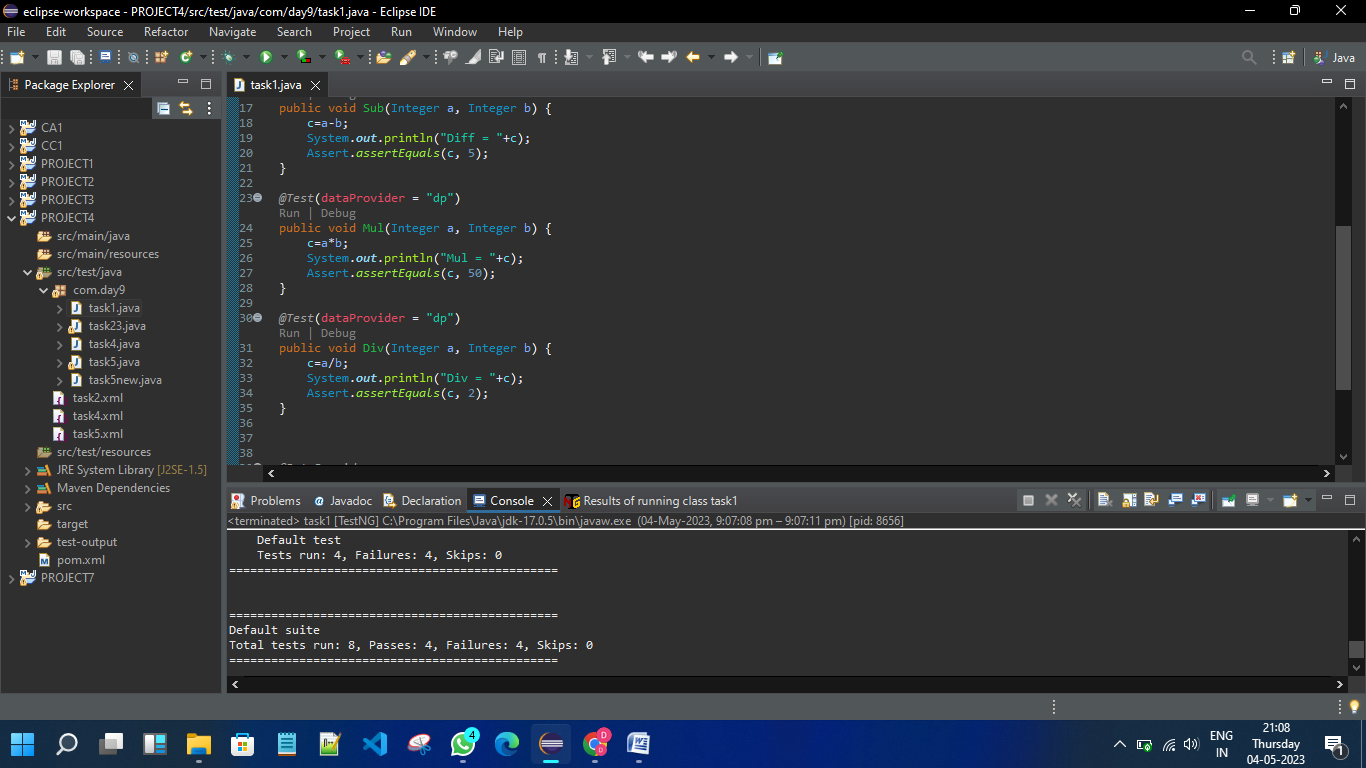 eclipse-workspace - PROJECT4/src/test/java/com/day9/task1.java - Eclipse IDE
File Edit Source Refactor Navigate Search Project Run Window Help
Java
Package Explorer
task1.java
CA1
CC1
PROJECT1
PROJECT2
PROJECT3
PROJECT4
src/main/java
src/main/resources
src/test/java
com.day9
task1.java
task23.java
task4.java
task5.java
task5new.java
task2.xml
task4.xml
task5.xml
src/test/resources
JRE System Library [J2SE-1.5]
Maven Dependencies
src
target
test-output
pom.xml
PROJECT7
17 public void Sub(Integer a, Integer b) {
18 c=a-b;
19 System.out.println("Diff = "+c);
20 Assert.assertEquals(c, 5);
21 }
22
23 @Test(dataProvider = "dp")
Run | Debug
24 public void Mul(Integer a, Integer b) {
25 c=a*b;
26 System.out.println("Mul = "+c);
27 Assert.assertEquals(c, 50);
28 }
29
30 @Test(dataProvider = "dp")
Run | Debug
31 public void Div(Integer a, Integer b) {
32 c=a/b;
33 System.out.println("Div = "+c);
34 Assert.assertEquals(c, 2);
35 }
36
37
38
Problems Javadoc Declaration Console Results of running class task1
<terminated> task1 [TestNG] C:\Program Files\Java\jdk-17.0.5\bin\javaw.exe (04-May-2023, 9:07:08 pm – 9:07:11 pm) [pid: 8656]
Default test
Tests run: 4, Failures: 4, Skips: 0
===============================================
===============================================
Default suite
Total tests run: 8, Passes: 4, Failures: 4, Skips: 0
===============================================
4
D
D
ENG
IN
21:08
Thursday
04-05-2023
1